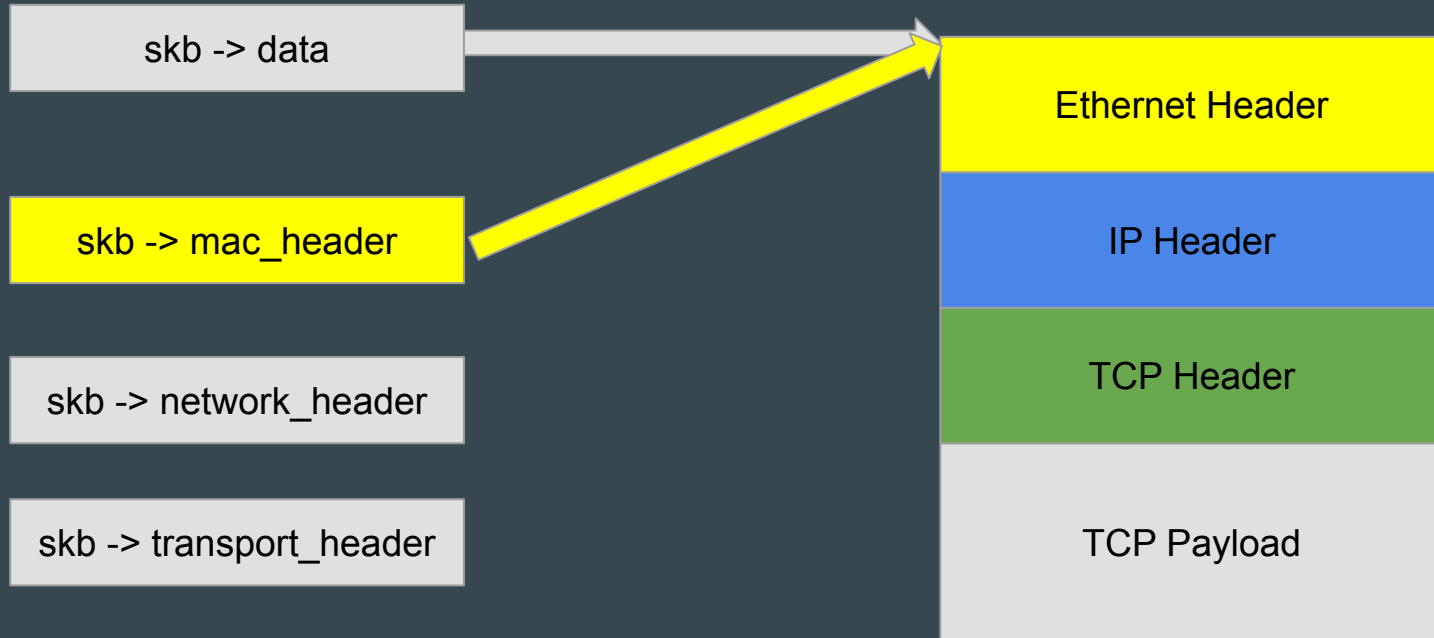 skb -> data
skb -> mac_header
skb -> network_header
skb -> transport_header
Ethernet Header
IP Header
TCP Header
TCP Payload